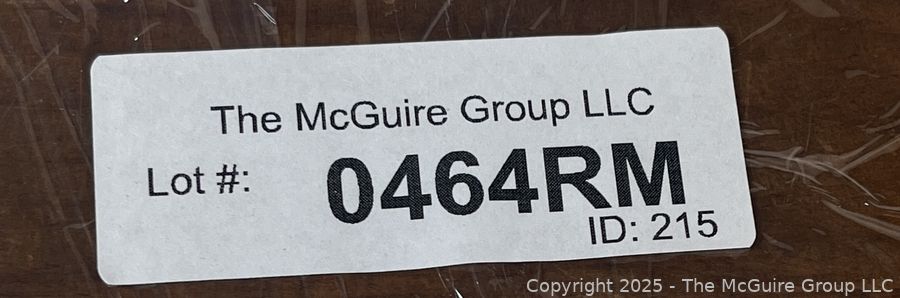 The McGuire Group LLC
Lot #: 0464RM
ID: 215
Copyright 2025 - The McGuire Group LLC